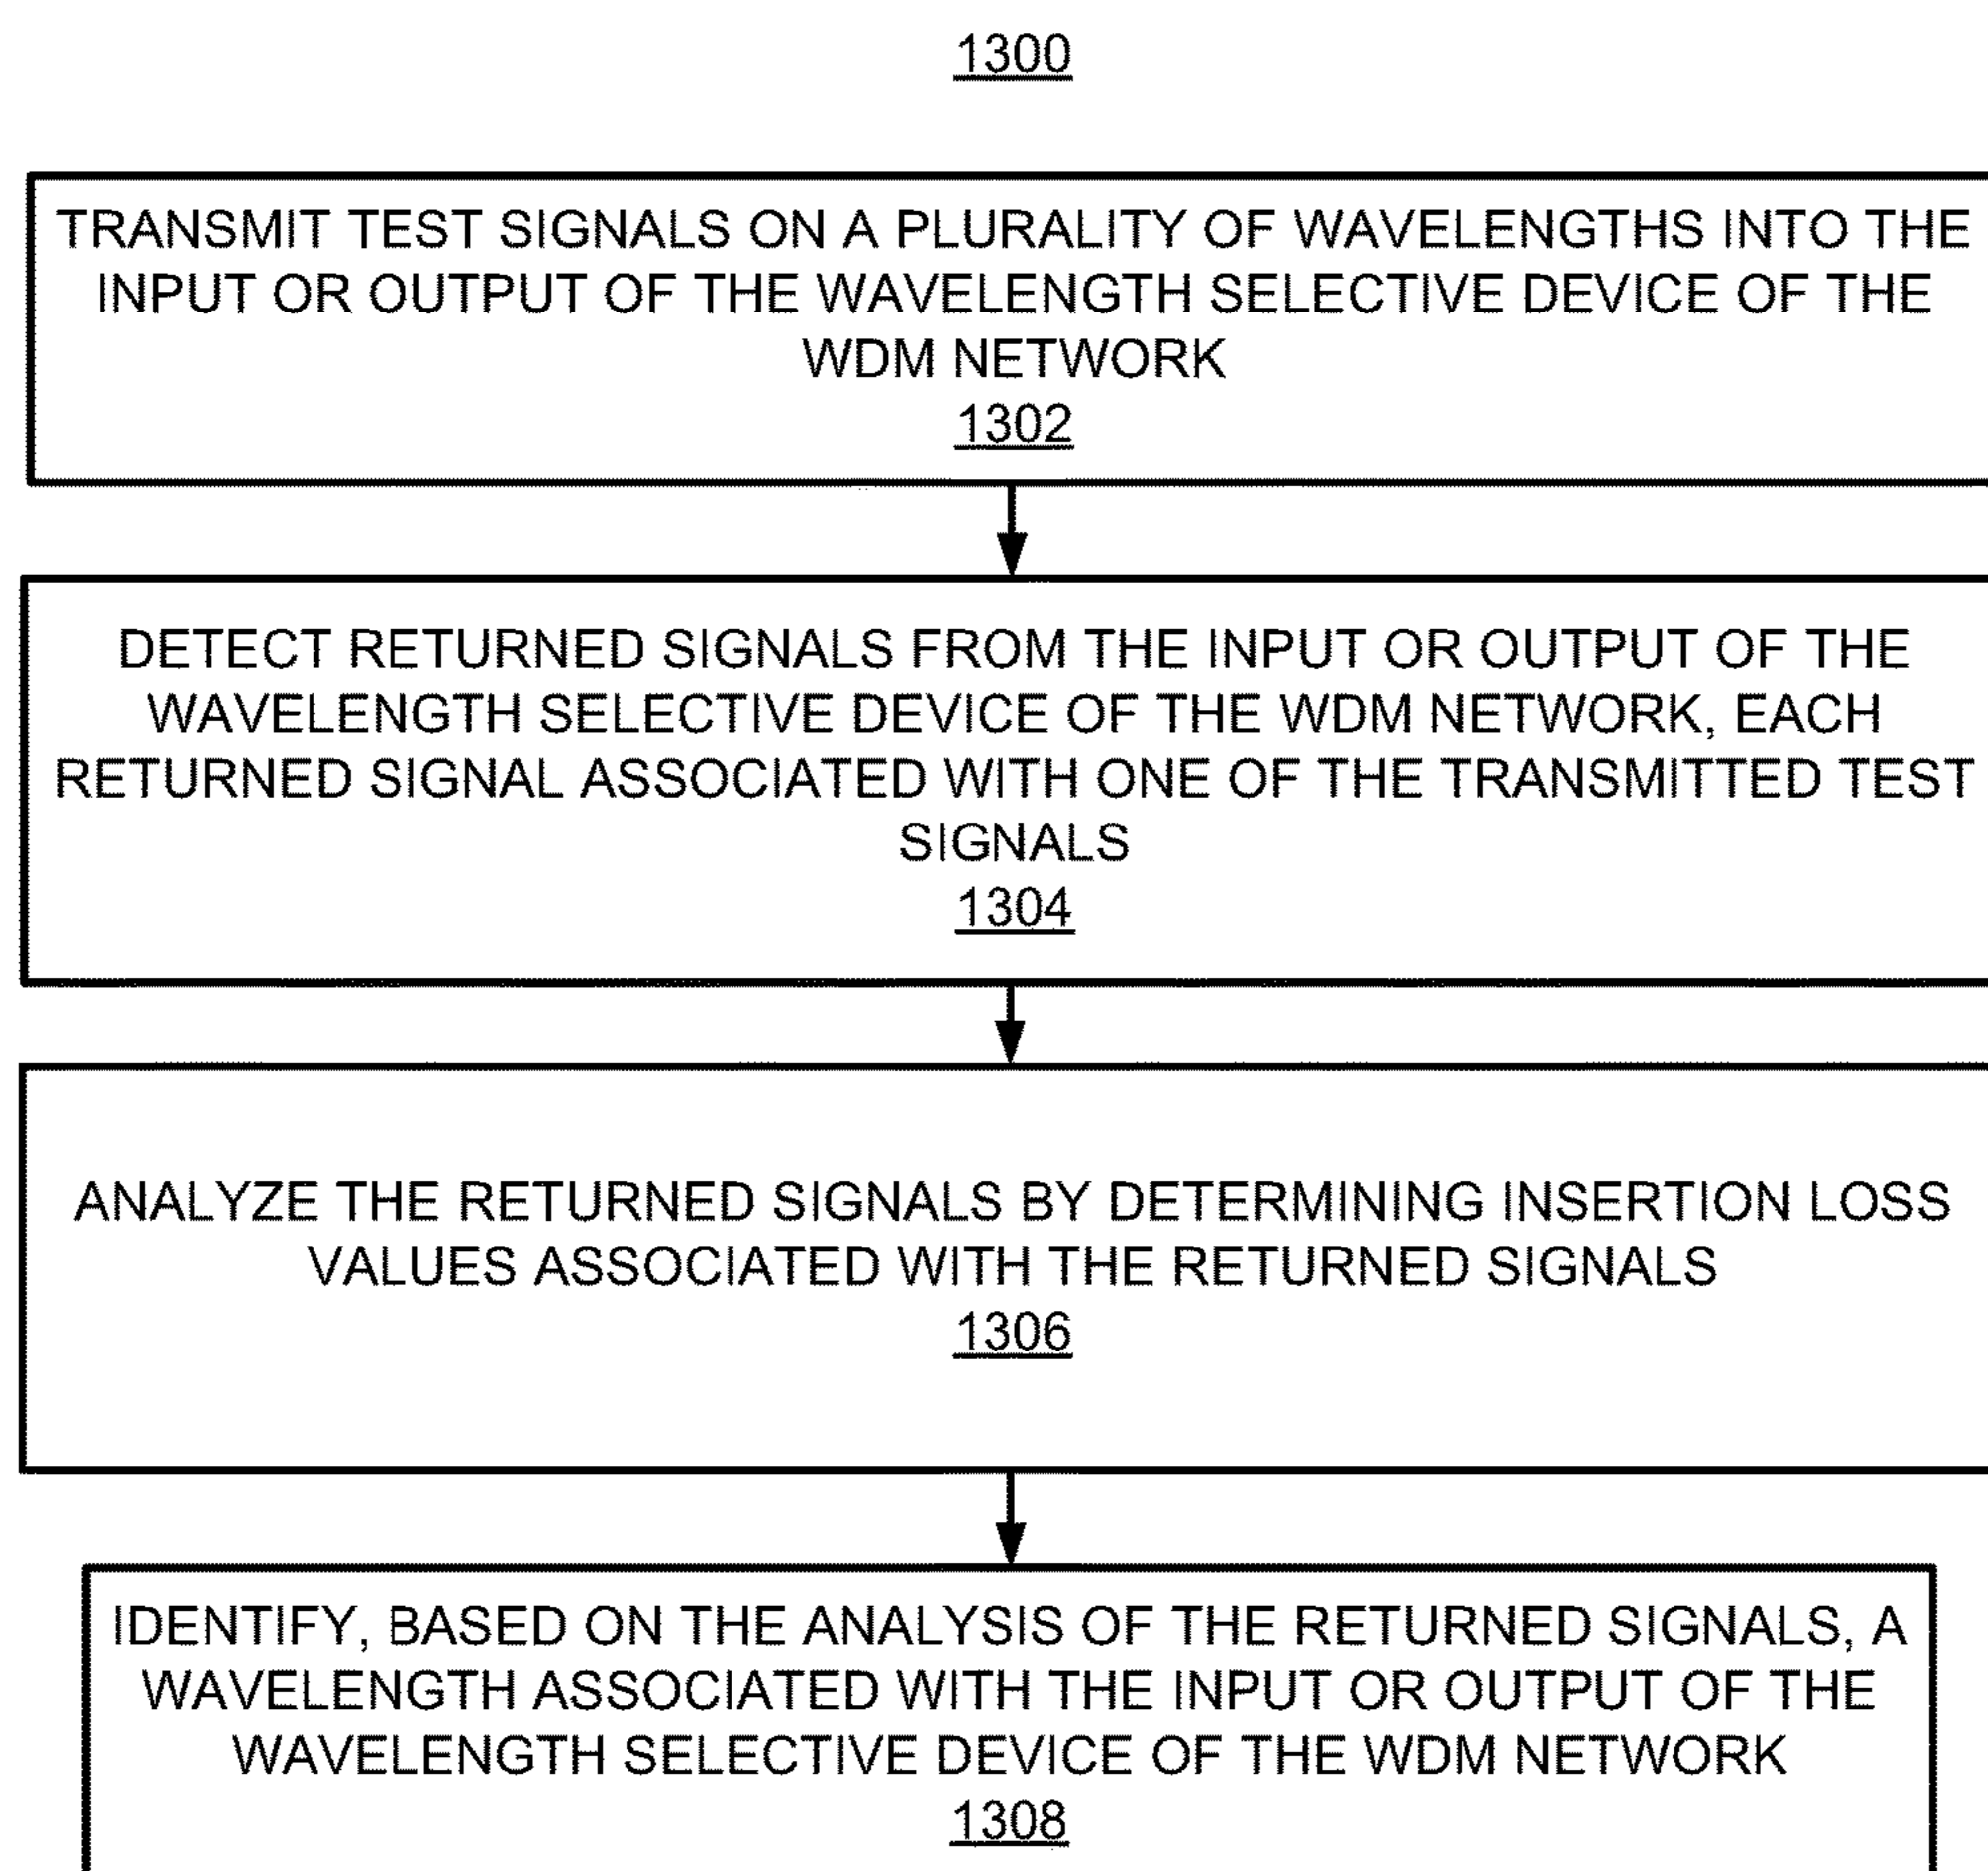 1300
TRANSMIT TEST SIGNALS ON A PLURALITY OF WAVELENGTHS INTO THE
INPUT OR OUTPUT OF THE WAVELENGTH SELECTIVE DEVICE OF THE
WDM NETWORK
1302
DETECT RETURNED SIGNALS FROM THE INPUT OR OUTPUT OF THE
WAVELENGTH SELECTIVE DEVICE OF THE WDM NETWORK, EACH
RETURNED SIGNAL ASSOCIATED WITH ONE OF THE TRANSMITTED TEST
SIGNALS
1304
ANALYZE THE RETURNED SIGNALS BY DETERMINING INSERTION LOSS
VALUES ASSOCIATED WITH THE RETURNED SIGNALS
1306
IDENTIFY, BASED ON THE ANALYSIS OF THE RETURNED SIGNALS, A
WAVELENGTH ASSOCIATED WITH THE INPUT OR OUTPUT OF THE
WAVELENGTH SELECTIVE DEVICE OF THE WDM NETWORK
1308